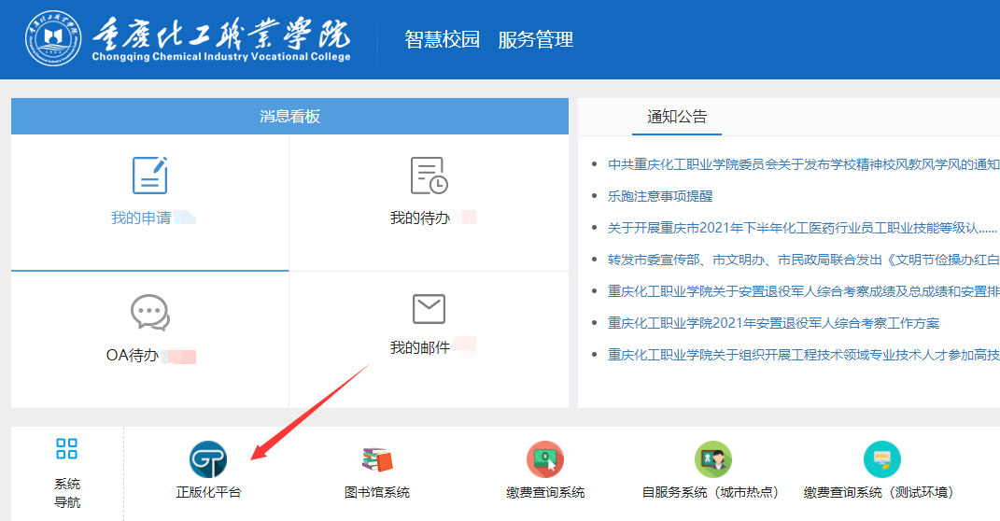 重庆化工職業学院
Chongqing Chemical Industry Vocational College
智慧校园 服务管理
消息看板
我的申请
我的待办
OA待办
我的邮件
通知公告
中共重庆化工职业学院委员会关于发布学校精神校风教风学风的通知
乐跑注意事项提醒
关于开展重庆市2021年下半年化工医药行业员工职业技能等级认......
转发市委宣传部、市文明办、市民政局联合发出《文明节俭操办红白
重庆化工职业学院关于安置退役军人综合考察成绩及总成绩和安置排
重庆化工职业学院2021年安置退役军人综合考察工作方案
重庆化工职业学院关于组织开展工程技术领域专业技术人才参加高技
系统
导航
正版化平台
图书馆系统
缴费查询系统
自服务系统（城市热点）
缴费查询系统（测试环境）